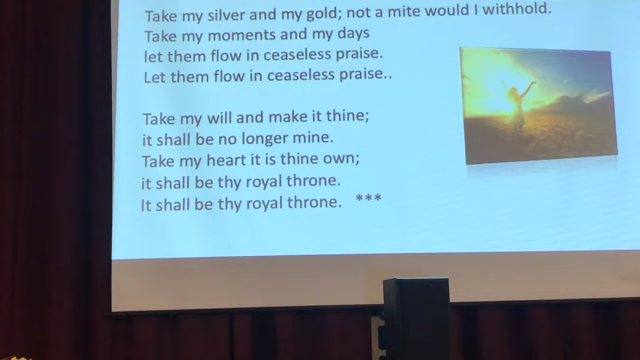 Take my silver and my gold; not a mite would I withhold.
Take my moments and my days
let them flow in ceaseless praise.
Let them flow in ceaseless praise..
Take my will and make it thine;
it shall be no longer mine.
Take my heart it is thine own;
it shall be thy royal throne.
It shall be thy royal throne. ***